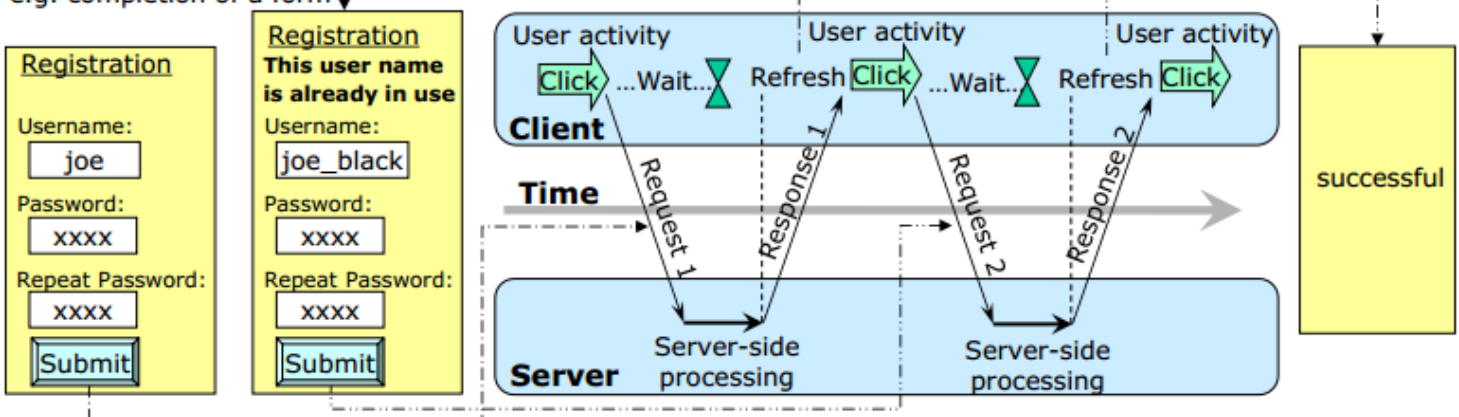 e.g. completion of a form
Registration
Username:
joe
Password:
xxxx
Repeat Password:
xxxx
Submit
Registration
This user name
is already in use
Username:
joe_black
Password:
xxxx
Repeat Password:
xxxx
Submit
User activity
User activity
User activity
Click
...Wait...
Refresh
Click
...Wait...
Refresh
Click
Client
Request 1
Response 1
Request 2
Response 2
Time
Server-side
processing
Server-side
processing
Server
successful